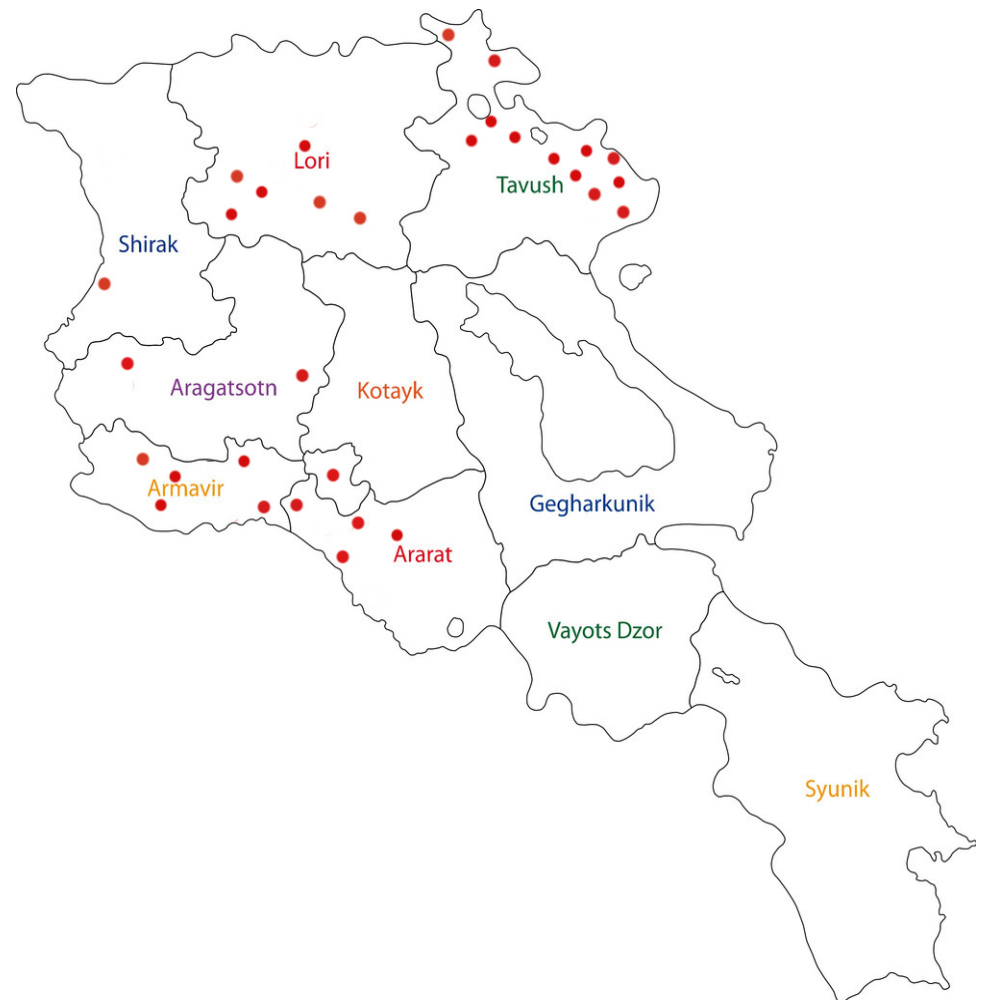 Lori
Tavush
Shirak
Aragatsotn
Kotayk
Armavir
Gegharkunik
Ararat
Vayots Dzor
Syunik